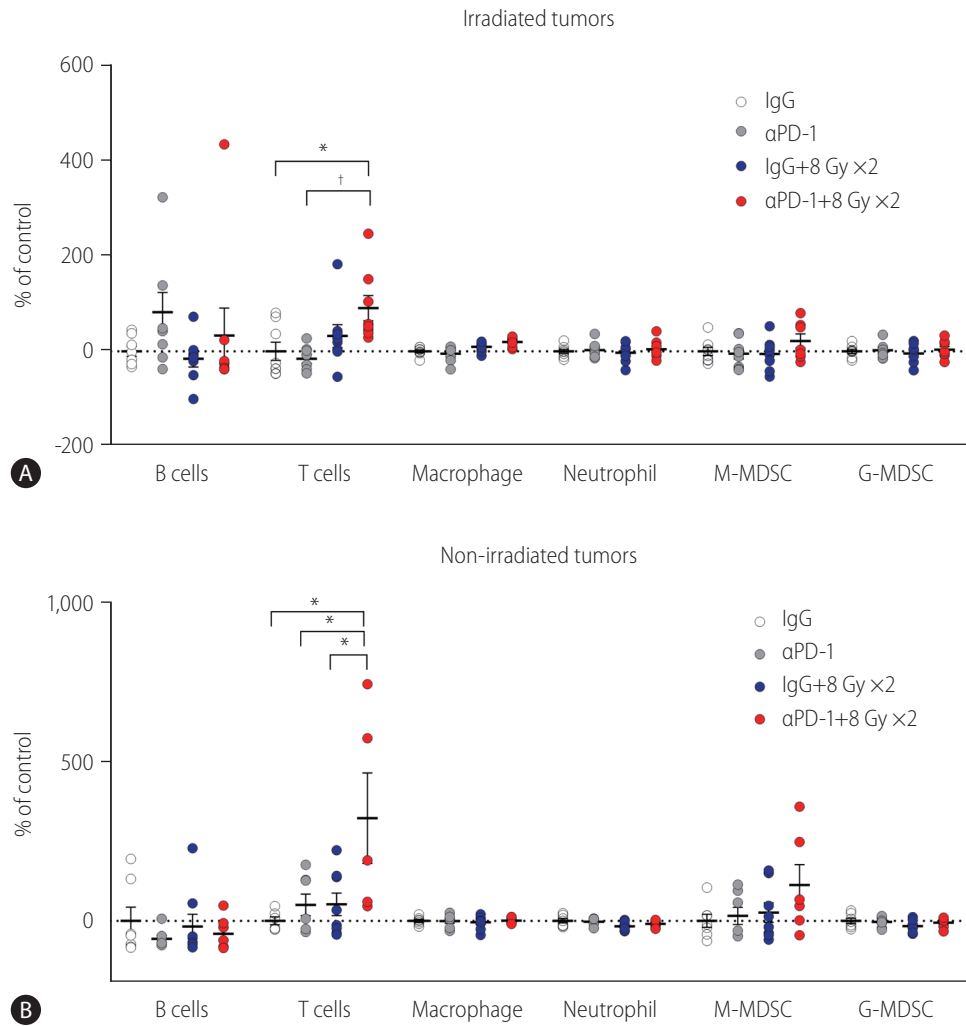 Irradiated tumors
600
400
200
0
-200
% of control
IgG
αPD-1
IgG+8 Gy ×2
αPD-1+8 Gy ×2
*
†
B cells T cells Macrophage Neutrophil M-MDSC G-MDSC
A
Non-irradiated tumors
1,000
500
0
% of control
IgG
αPD-1
IgG+8 Gy ×2
αPD-1+8 Gy ×2
*
*
*
B cells T cells Macrophage Neutrophil M-MDSC G-MDSC
B